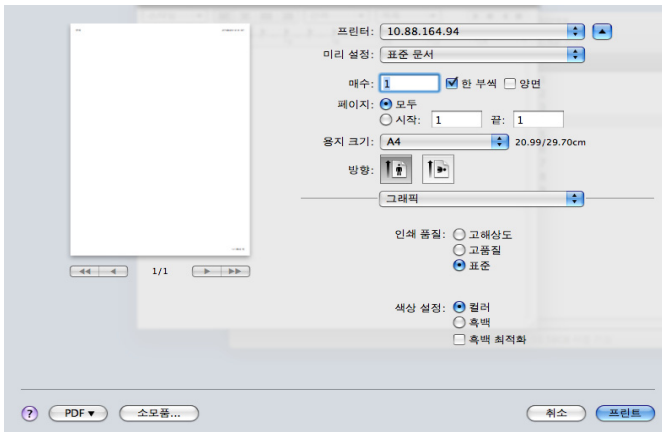 프린터: 10.88.164.94
미리 설정: 표준 문서
매수: 1 한 부씩 양면
페이지: 모두
시작: 1 끝: 1
용지 크기: A4 20.99/29.70cm
방향:
그래픽
인쇄 품질: 고해상도
고품질
표준
1/1
색상 설정: 컬러
흑백
흑백 최적화
? PDF 소모품... 취소 프린트